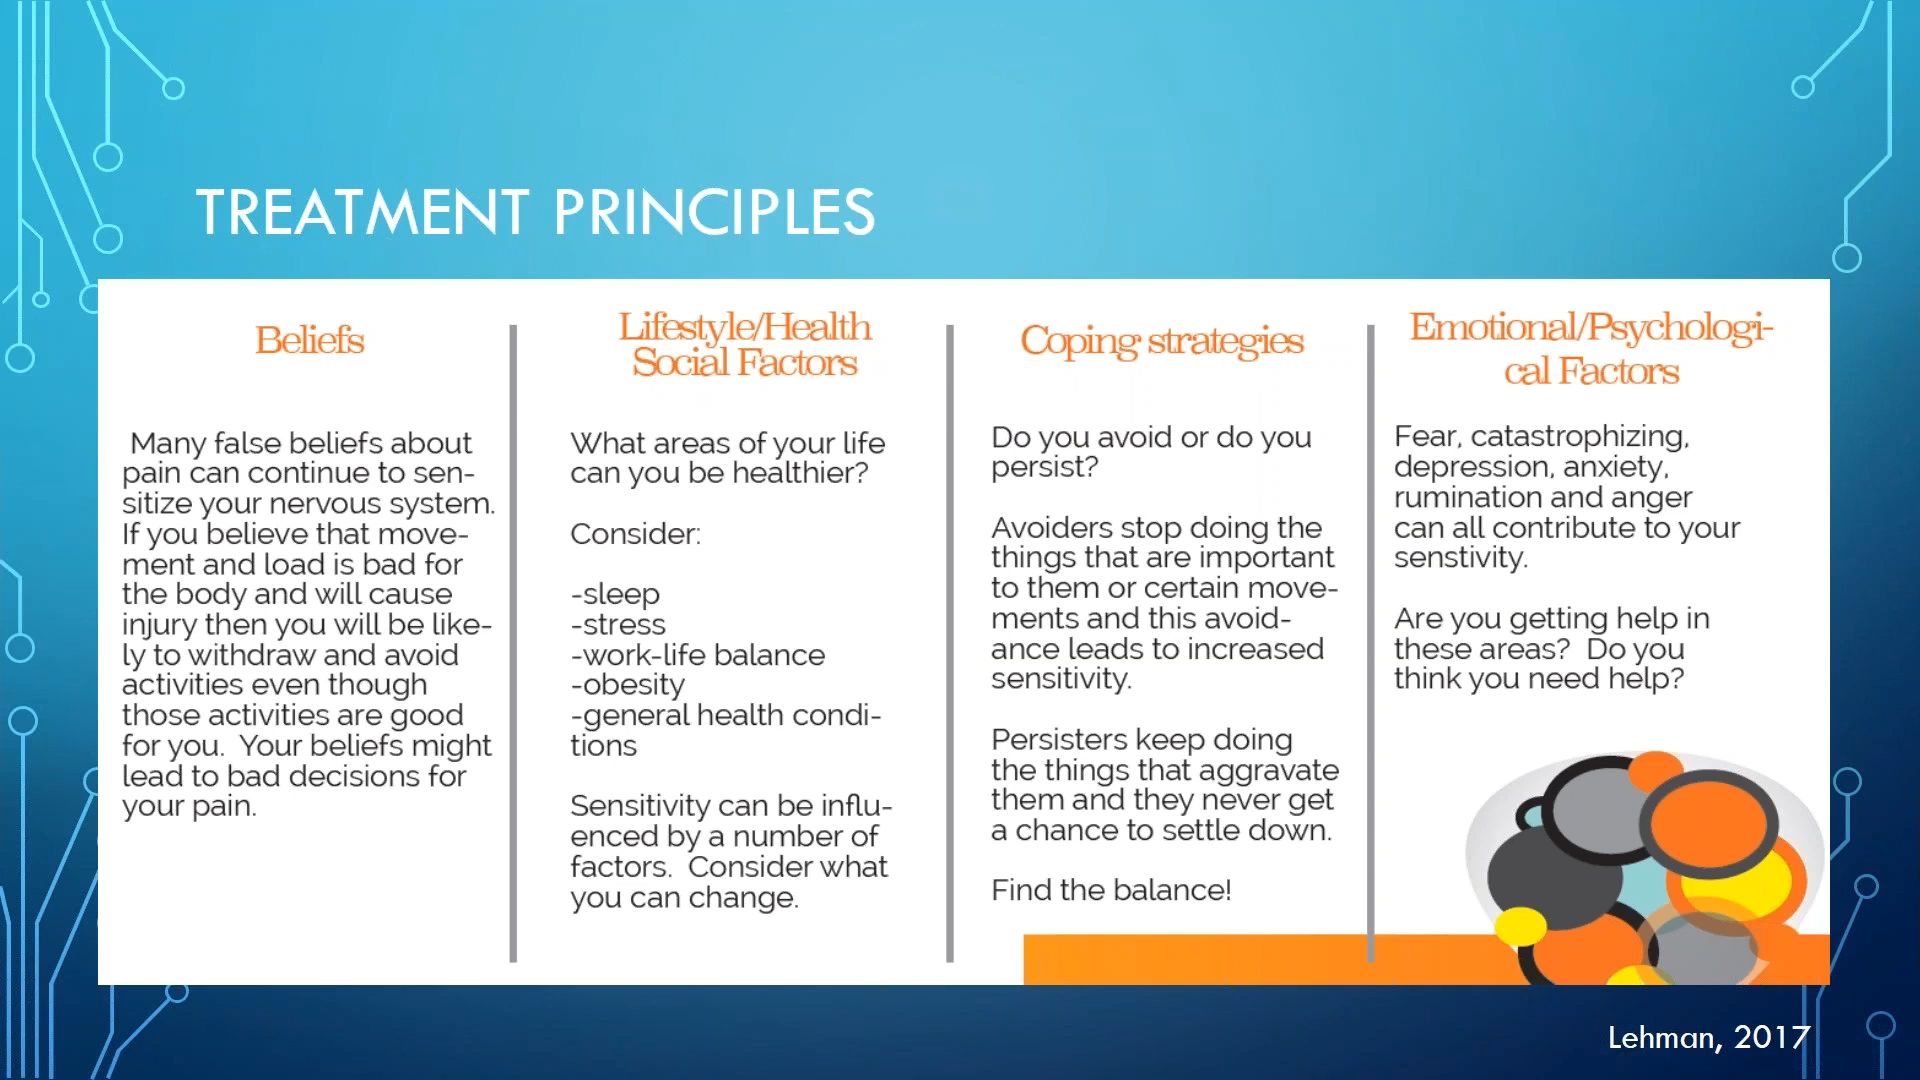 TREATMENT PRINCIPLES
Beliefs
Many false beliefs about
pain can continue to sen-
sitize your nervous system.
If you believe that move-
ment and load is bad for
the body and will cause
injury then you will be like-
ly to withdraw and avoid
activities even though
those activities are good
for you.  Your beliefs might
lead to bad decisions for
your pain.
Lifestyle/Health
Social Factors
What areas of your life
can you be healthier?
Consider:
-sleep
-stress
-work-life balance
-obesity
-general health condi-
tions
Sensitivity can be influ-
enced by a number of
factors.  Consider what
you can change.
Coping strategies
Do you avoid or do you
persist?
Avoiders stop doing the
things that are important
to them or certain move-
ments and this avoid-
ance leads to increased
sensitivity.
Persisters keep doing
the things that aggravate
them and they never get
a chance to settle down.
Find the balance!
Emotional/Psychologi-
cal Factors
Fear, catastrophizing,
depression, anxiety,
rumination and anger
can all contribute to your
senstivity.
Are you getting help in
these areas?  Do you
think you need help?
Lehman, 2017